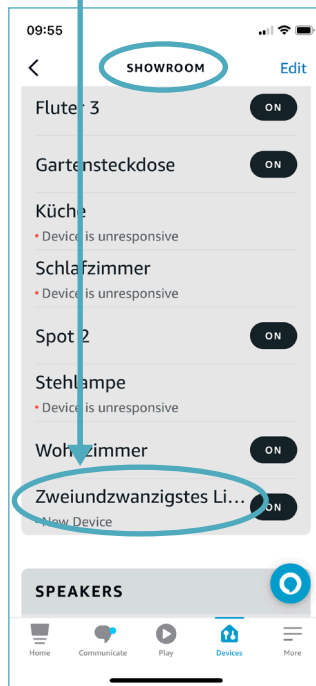 09:55
SHOWROOM
Edit
Fluter 3
ON
Gartensteckdose
ON
Küche
• Device is unresponsive
Schlafzimmer
• Device is unresponsive
Spot 2
ON
Stehlampe
• Device is unresponsive
Wohnzimmer
ON
Zweiundzwanzigstes Li...
ON
• New Device
SPEAKERS
Home
Communicate
Play
Devices
More